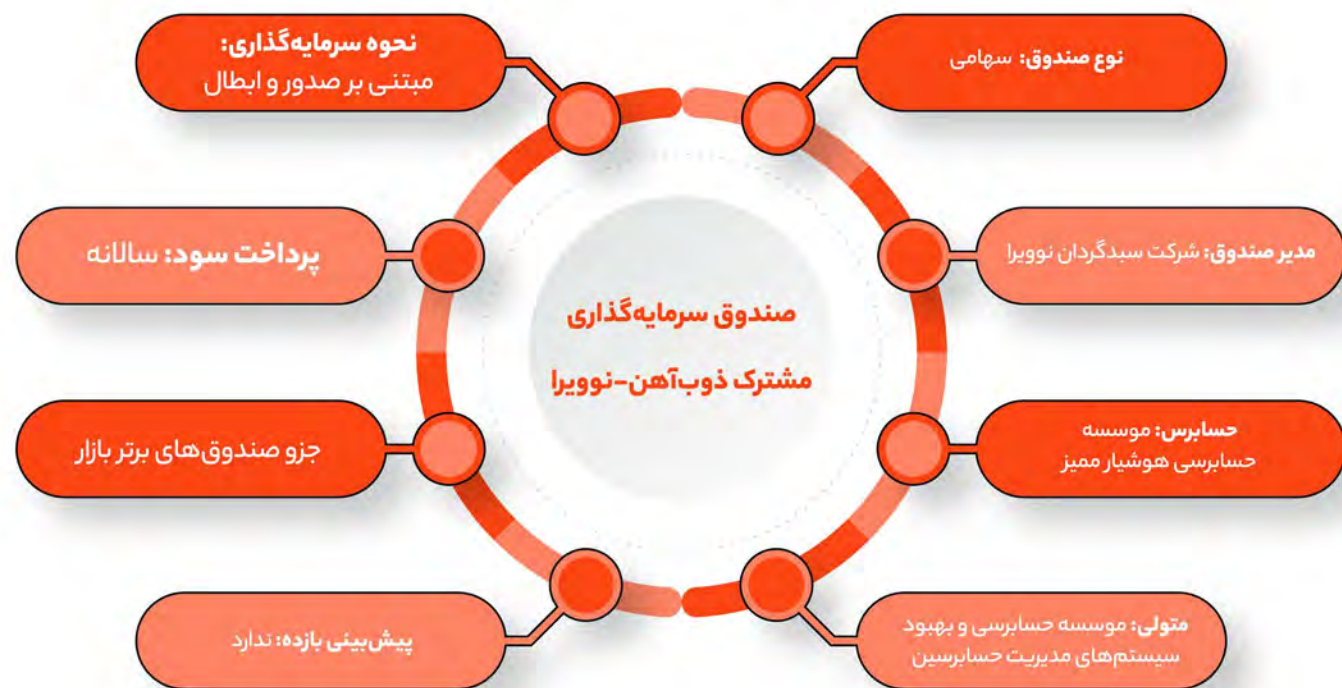 صندوق سرمایه‌گذاری
مشترک ذوب‌آهن-نوویرا
نوع صندوق: سهامی
مدیر صندوق: شرکت سبدگردان نوویرا
حسابرس: موسسه
حسابرسی هوشیار ممیز
متولی: موسسه حسابرسی و بهبود
سیستم‌های مدیریت حسابرسین
نحوه سرمایه‌گذاری:
مبتنی بر صدور و ابطال
پرداخت سود: سالانه
جزو صندوق‌های برتر بازار
پیش‌بینی بازده: ندارد